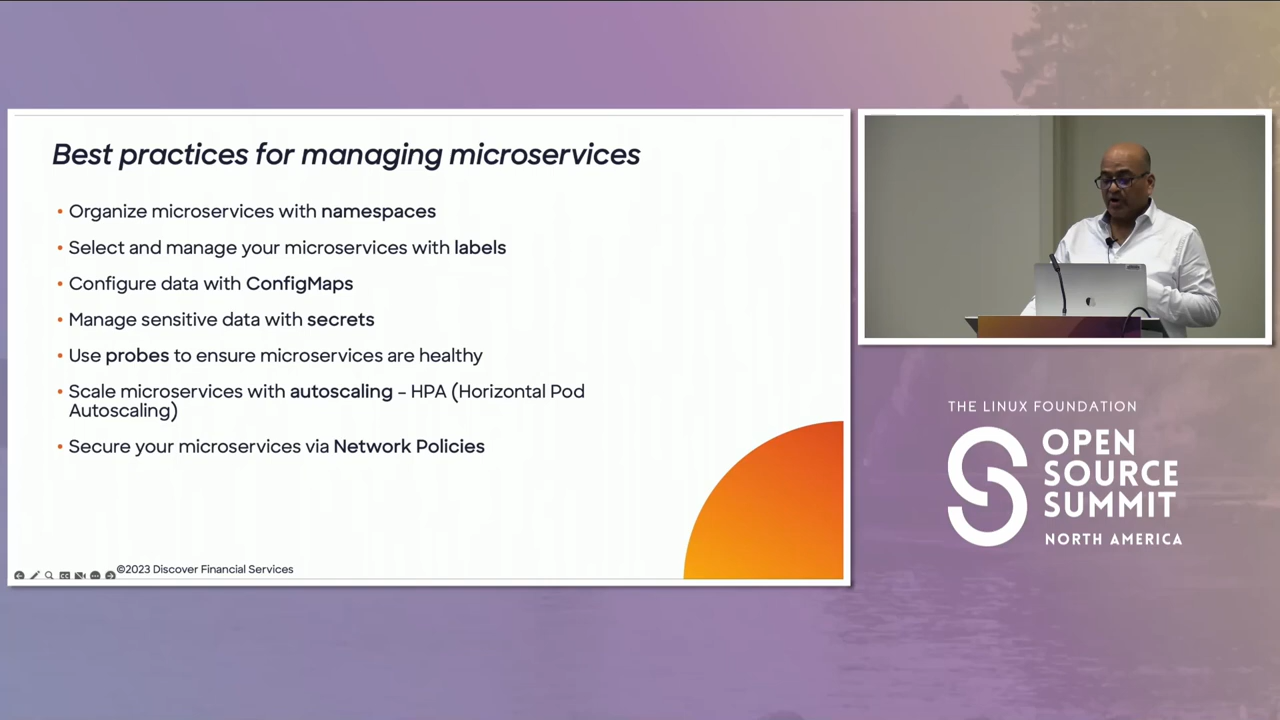 Best practices for managing microservices
• Organize microservices with namespaces
• Select and manage your microservices with labels
• Configure data with ConfigMaps
• Manage sensitive data with secrets
• Use probes to ensure microservices are healthy
• Scale microservices with autoscaling – HPA (Horizontal Pod
Autoscaling)
• Secure your microservices via Network Policies
©2023 Discover Financial Services
THE LINUX FOUNDATION
OPEN
SOURCE
SUMMIT
NORTH AMERICA